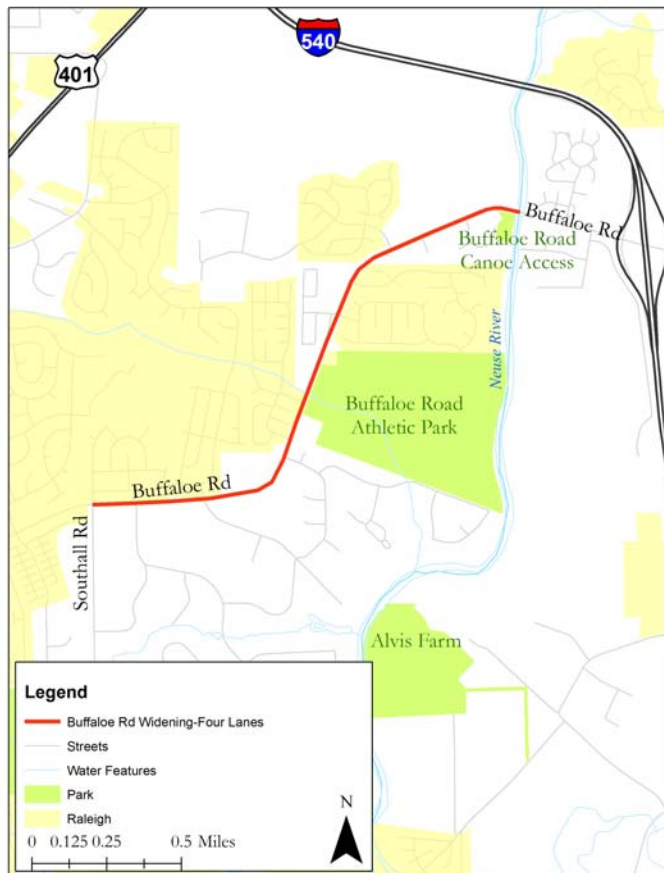 540
401
Buffaloe Rd
Buffaloe Road
Canoe Access
Neuse River
Buffaloe Road
Athletic Park
Buffaloe Rd
Southall Rd
Alvis Farm
Legend
Buffaloe Rd Widening-Four Lanes
Streets
Water Features
Park
Raleigh
N
0 0.125 0.25 0.5 Miles